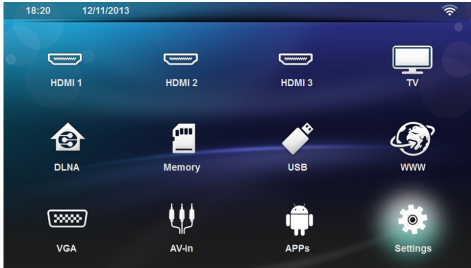 18:20 12/11/2013
HDMI 1 HDMI 2 HDMI 3 TV
DLNA Memory USB WWW
VGA AV-in APPs Settings